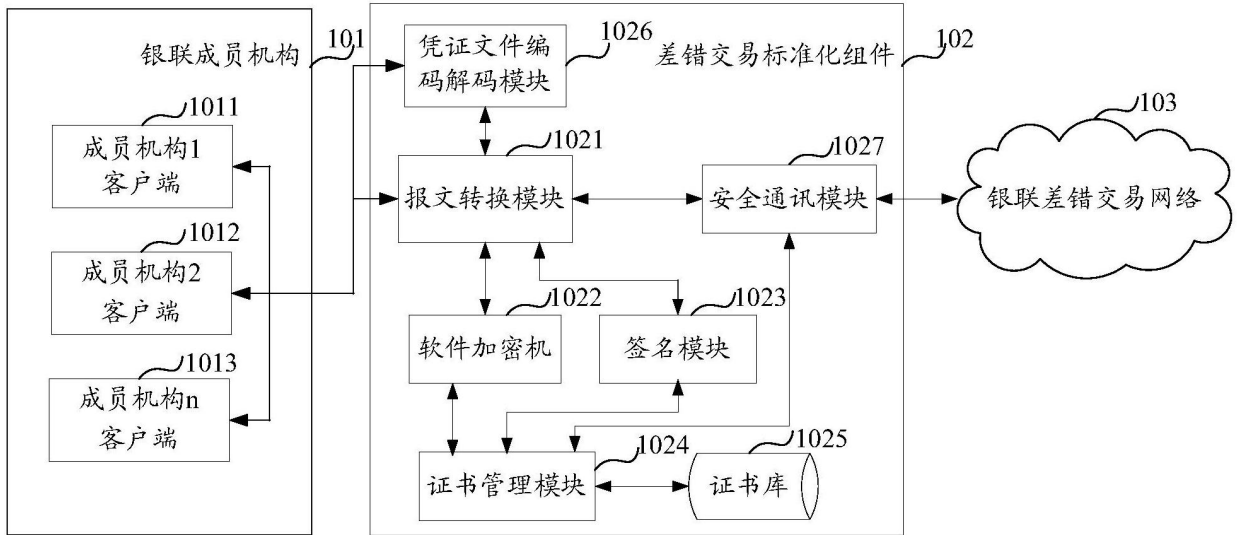 银联成员机构
101
1011
成员机构1
客户端
1012
成员机构2
客户端
1013
成员机构n
客户端
差错交易标准化组件
102
1026
凭证文件编
码解码模块
1021
报文转换模块
1027
安全通讯模块
1022
软件加密机
1023
签名模块
1024
证书管理模块
1025
证书库
103
银联差错交易网络